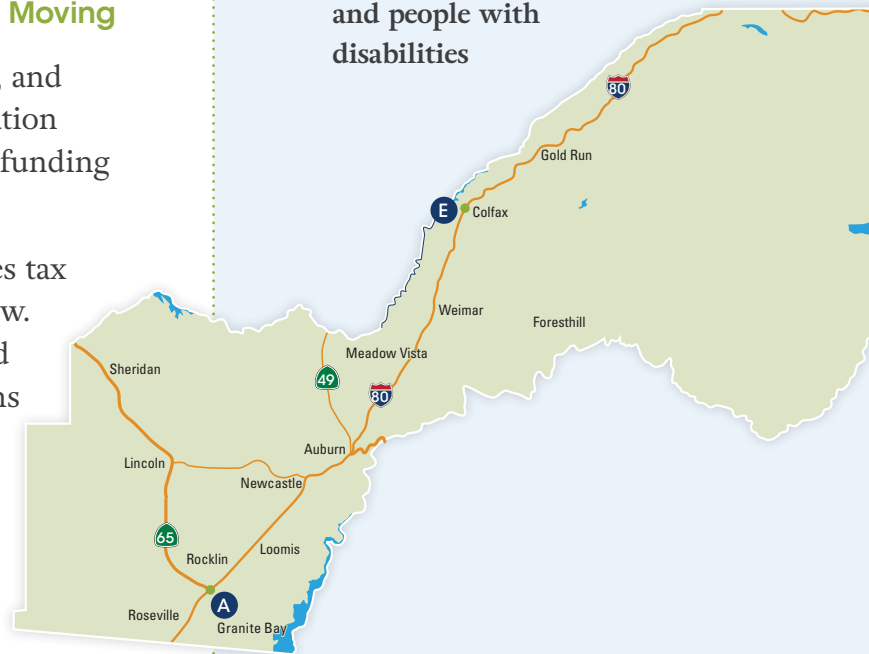 Moving
, and
tion
funding
es tax
w.
d
ns
and people with
disabilities
80
Gold Run
E
Colfax
Weimar
Foresthill
Meadow Vista
Sheridan
49
80
Auburn
Lincoln
Newcastle
65
Loomis
Rocklin
A
Roseville
Granite Bay